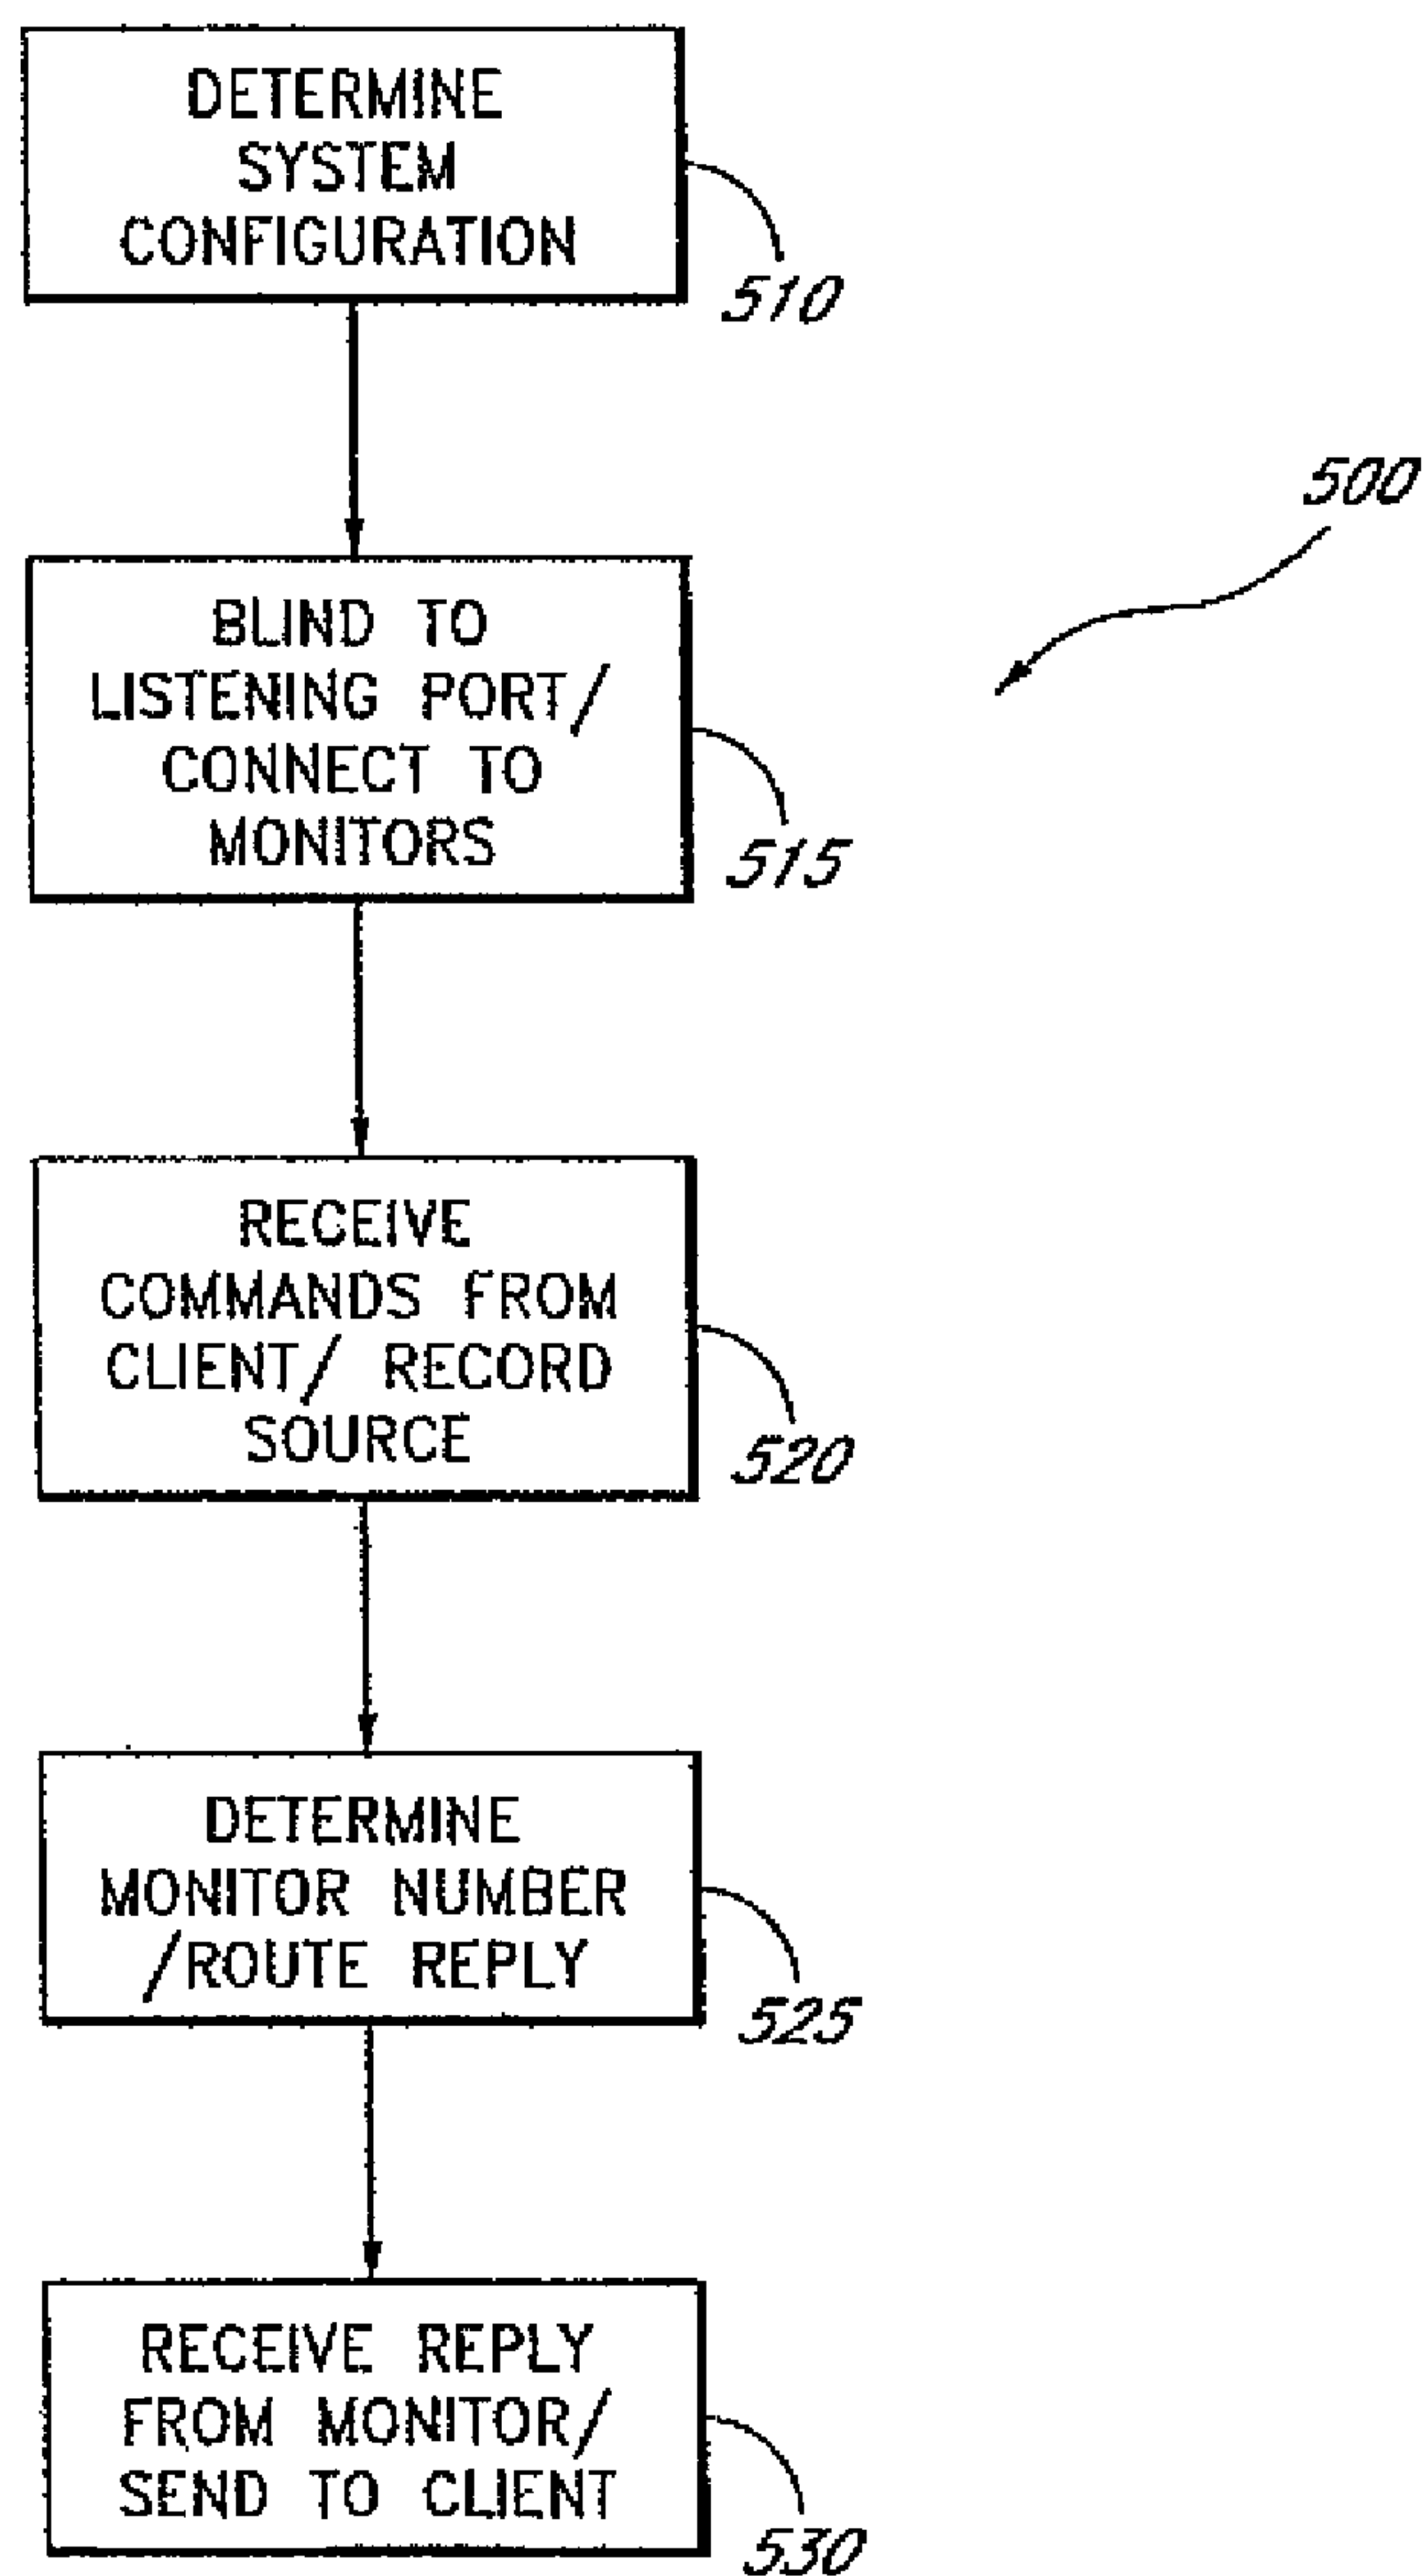 DETERMINE
SYSTEM
CONFIGURATION
510
500
BLIND TO
LISTENING PORT/
CONNECT TO
MONITORS
515
RECEIVE
COMMANDS FROM
CLIENT/ RECORD
SOURCE
520
DETERMINE
MONITOR NUMBER
/ROUTE REPLY
525
RECEIVE REPLY
FROM MONITOR/
SEND TO CLIENT
530